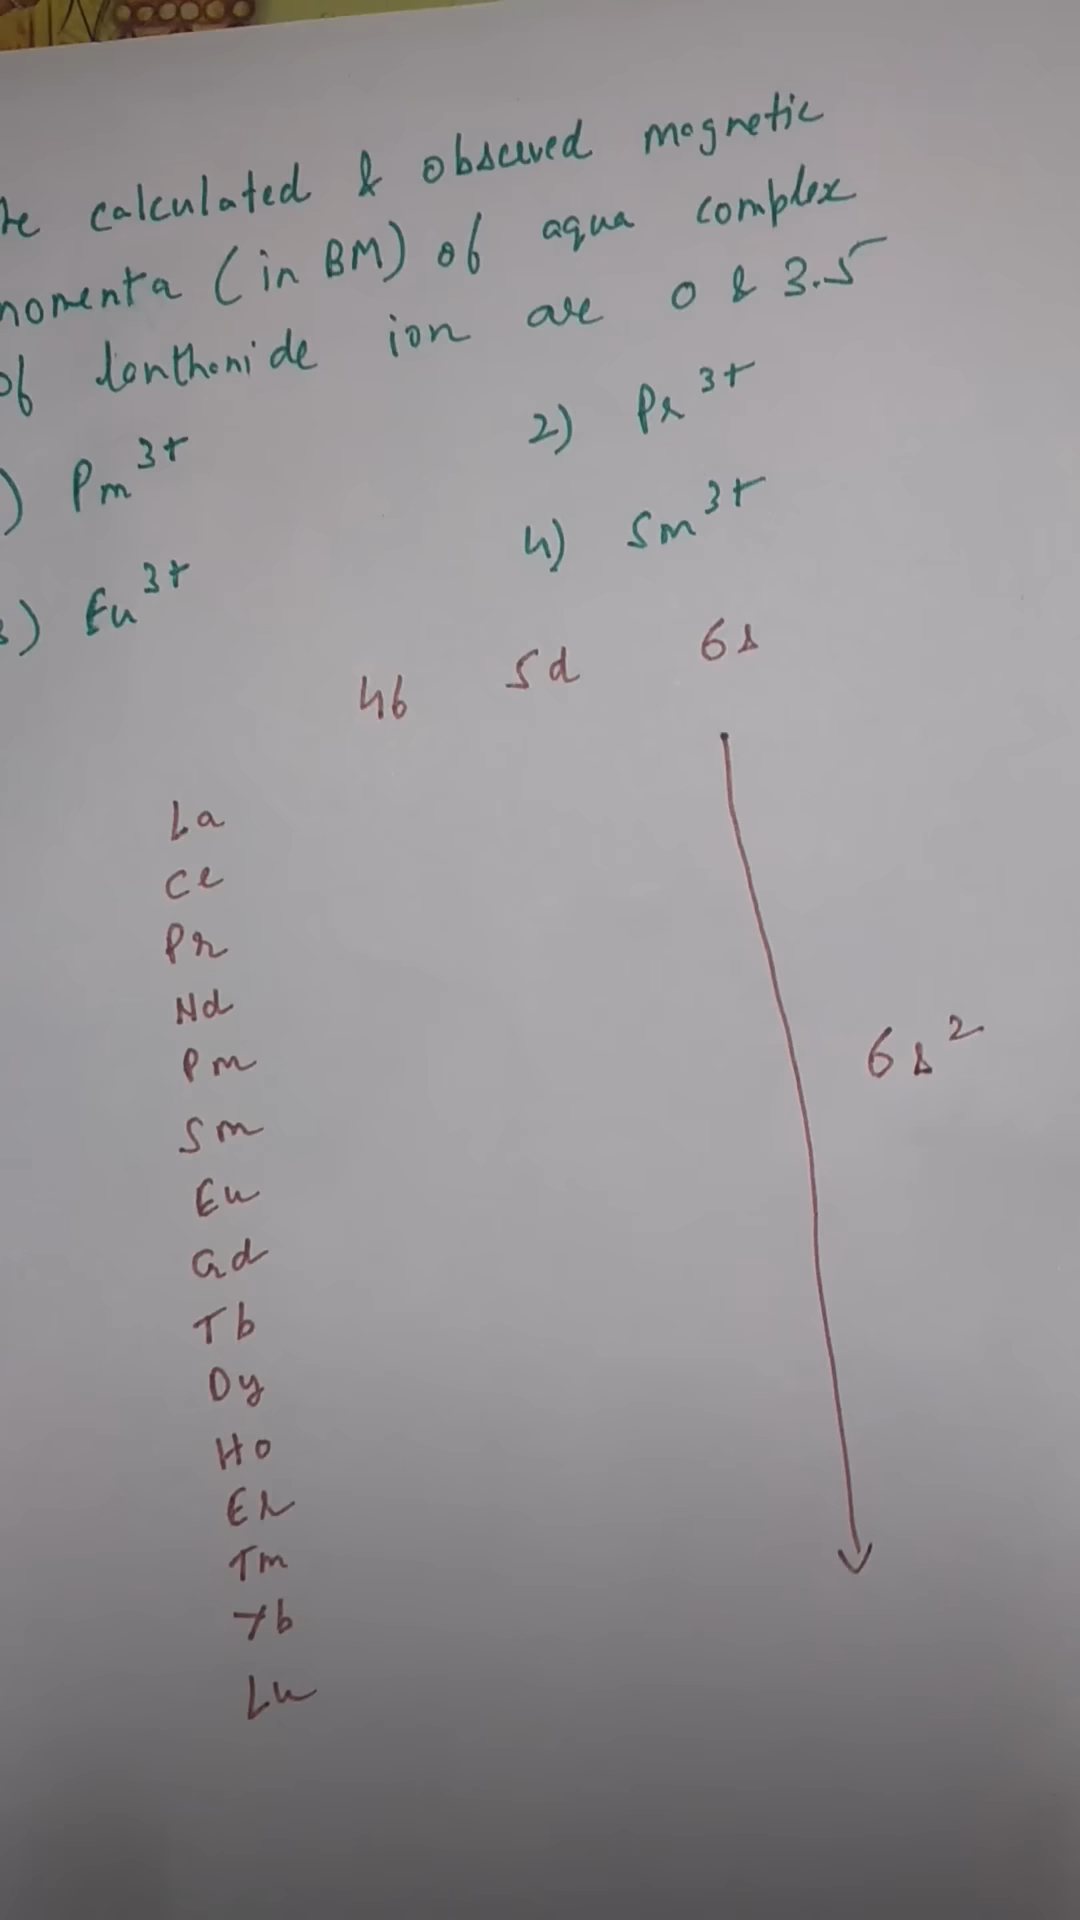 calculated & observed magnetic
momenta (in BM) of aqua complex
of lanthanide ion are 0 & 3.5
) Pm3+ 2) Pr3+
3) Eu3+ 4) Sm3+
4f 5d 6s
La
Ce
Pr
Nd
Pm
Sm
6s2
Eu
Gd
Tb
Dy
Ho
Er
Tm
Yb
Lu